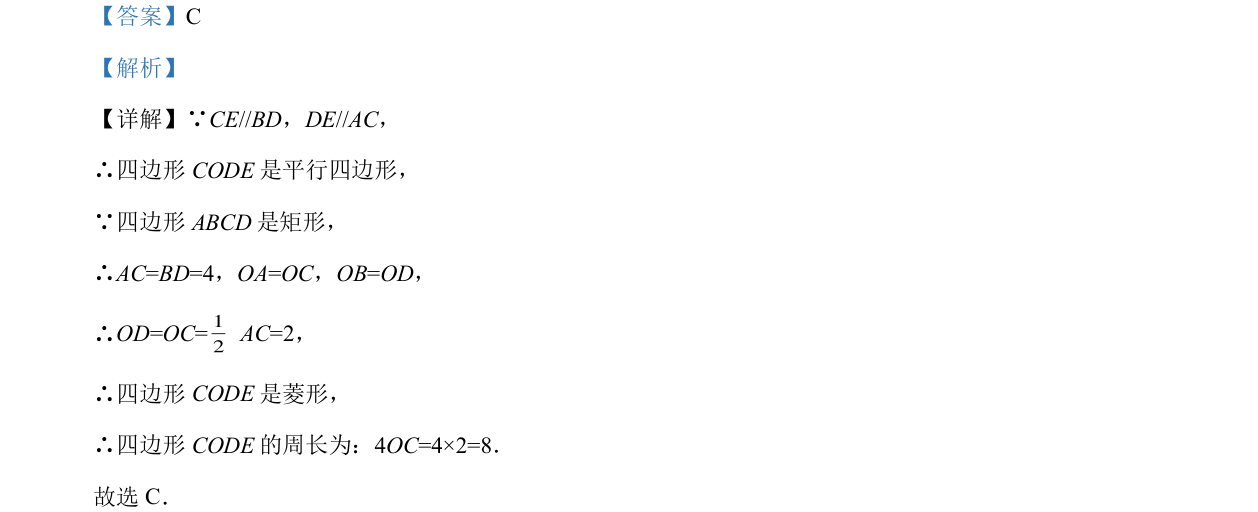 【答案】C
【解析】
【详解】∵CE//BD，DE//AC，
∴四边形 CODE 是平行四边形，
∵四边形 ABCD 是矩形，
∴AC=BD=4，OA=OC，OB=OD，
∴OD=OC=1/2 AC=2，
∴四边形 CODE 是菱形，
∴四边形 CODE 的周长为：4OC=4×2=8．
故选 C．